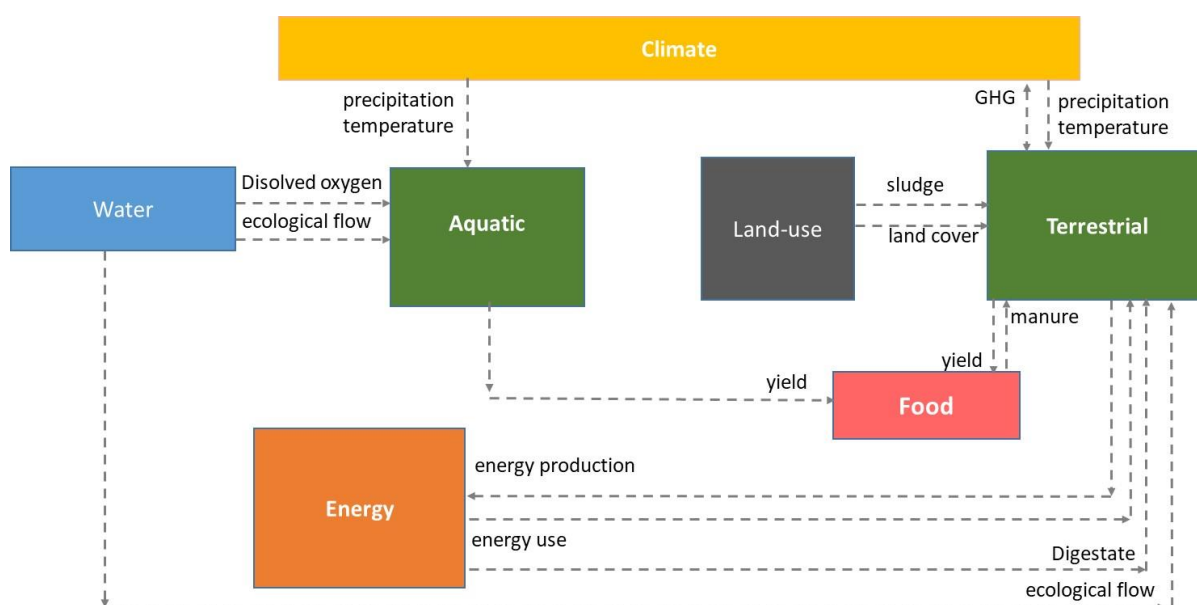 Climate
precipitation
temperature
GHG
precipitation
temperature
Water
Disolved oxygen
ecological flow
Aquatic
Land-use
sludge
land cover
Terrestrial
manure
yield
yield
Food
Energy
energy production
energy use
Digestate
ecological flow